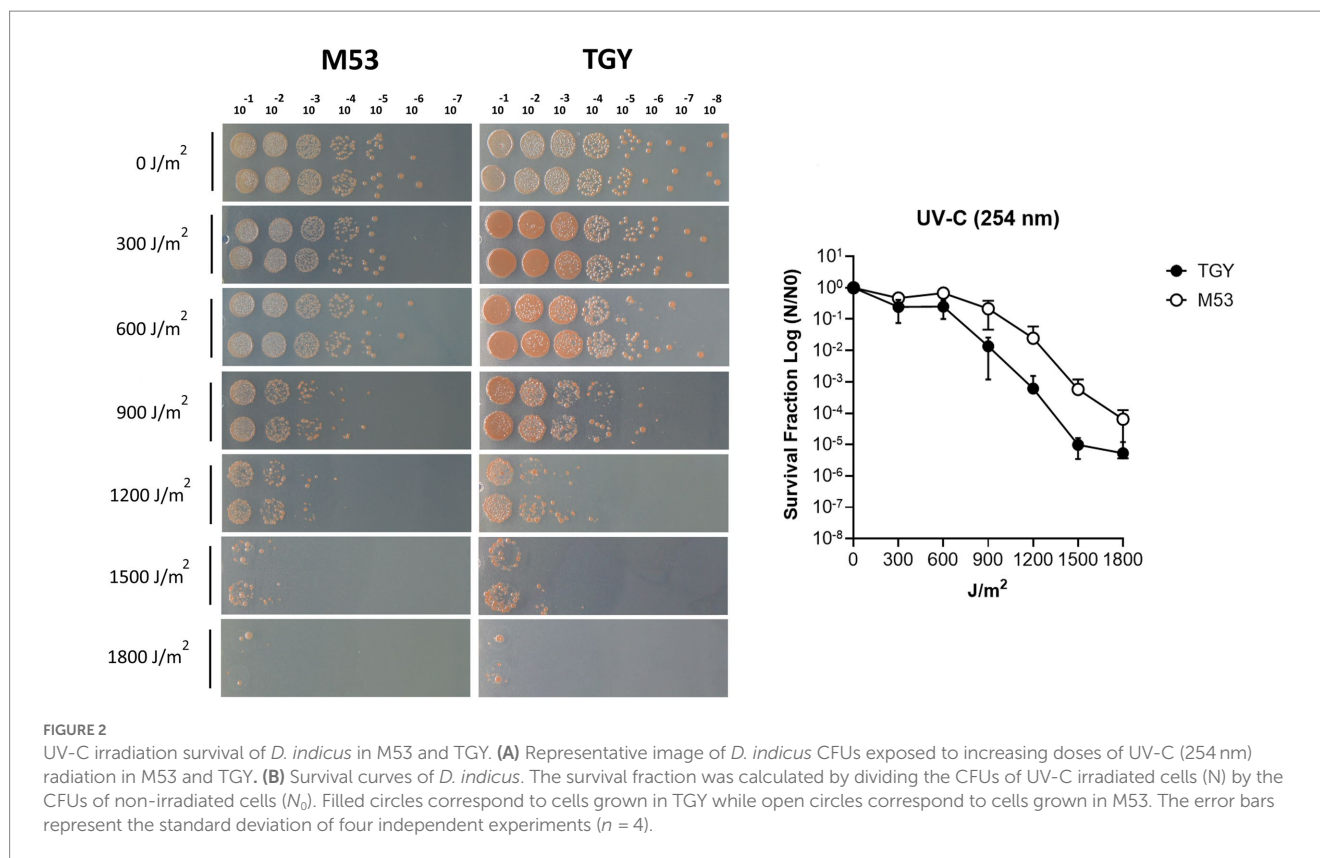 M53
TGY
10⁻¹ 10⁻² 10⁻³ 10⁻⁴ 10⁻⁵ 10⁻⁶ 10⁻⁷
10⁻¹ 10⁻² 10⁻³ 10⁻⁴ 10⁻⁵ 10⁻⁶ 10⁻⁷ 10⁻⁸
0 J/m²
300 J/m²
600 J/m²
900 J/m²
1200 J/m²
1500 J/m²
1800 J/m²
UV-C (254 nm)
Survival Fraction Log (N/N0)
10¹
10⁰
10⁻¹
10⁻²
10⁻³
10⁻⁴
10⁻⁵
10⁻⁶
10⁻⁷
10⁻⁸
0 300 600 900 1200 1500 1800
J/m²
TGY
M53
FIGURE 2
UV-C irradiation survival of D. indicus in M53 and TGY. (A) Representative image of D. indicus CFUs exposed to increasing doses of UV-C (254 nm)
radiation in M53 and TGY. (B) Survival curves of D. indicus. The survival fraction was calculated by dividing the CFUs of UV-C irradiated cells (N) by the
CFUs of non-irradiated cells (N₀). Filled circles correspond to cells grown in TGY while open circles correspond to cells grown in M53. The error bars
represent the standard deviation of four independent experiments (n = 4).